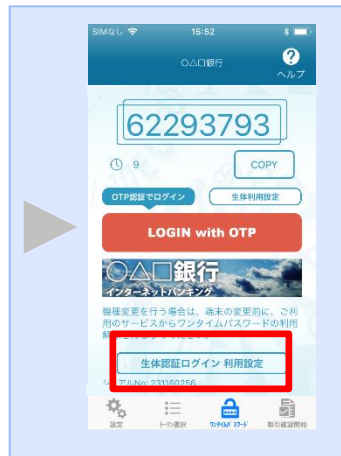 SIMなし 15:52
○△□銀行
?
ヘルプ
62293793
9 COPY
OTP認証でログイン 生体利用設定
LOGIN with OTP
○△□銀行
インターネットバンキング
機種変更を行う場合は、端末の変更前に、ご利
用のサービスからワンタイムパスワードの利用
生体認証ログイン 利用設定
No: 231160256
設定 トークン選択 ワンタイムパスワード 取引確認開始